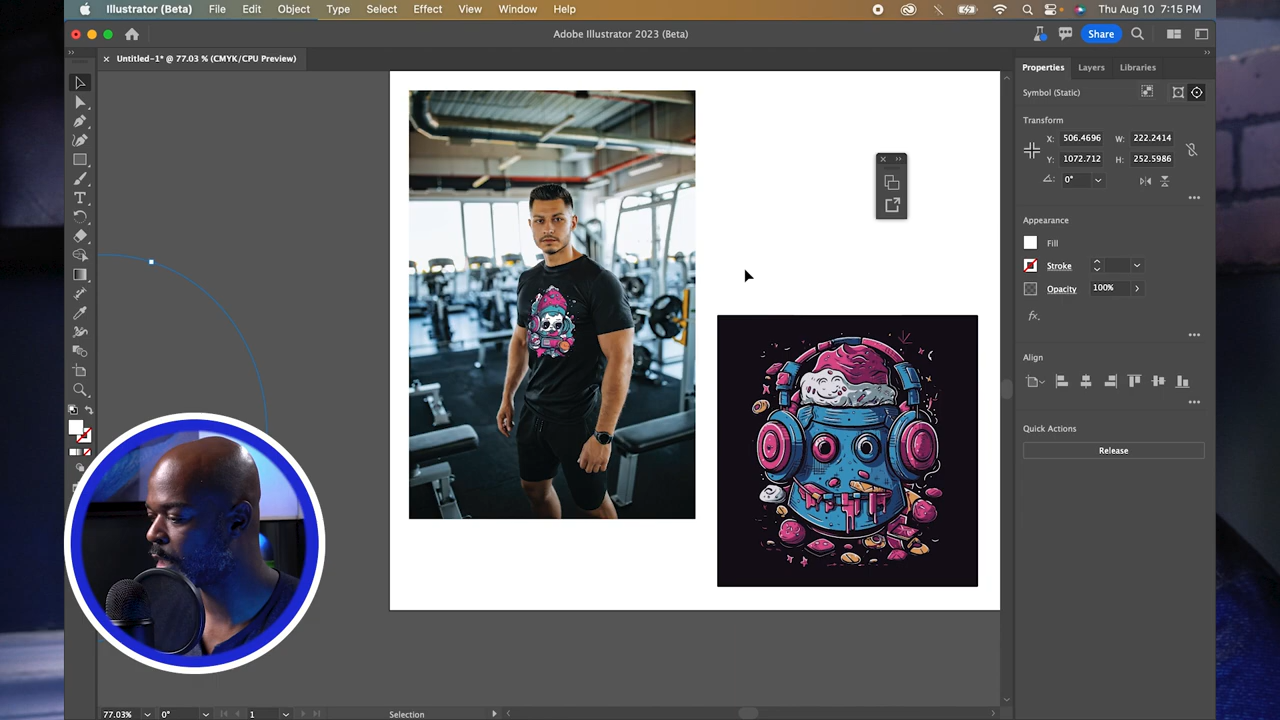 Illustrator (Beta) File Edit Object Type Select Effect View Window Help Thu Aug 10 7:15 PM
Adobe Illustrator 2023 (Beta)
Share
× Untitled-1* @ 77.03 % (CMYK/CPU Preview)
Properties Layers Libraries
Symbol (Static)
Transform
X: 506.4696 W: 222.2414
Y: 1072.712 H: 252.5986
0°
Appearance
Fill
Stroke
Opacity 100%
fx.
Align
Quick Actions
Release
77.03% 0° 1 Selection